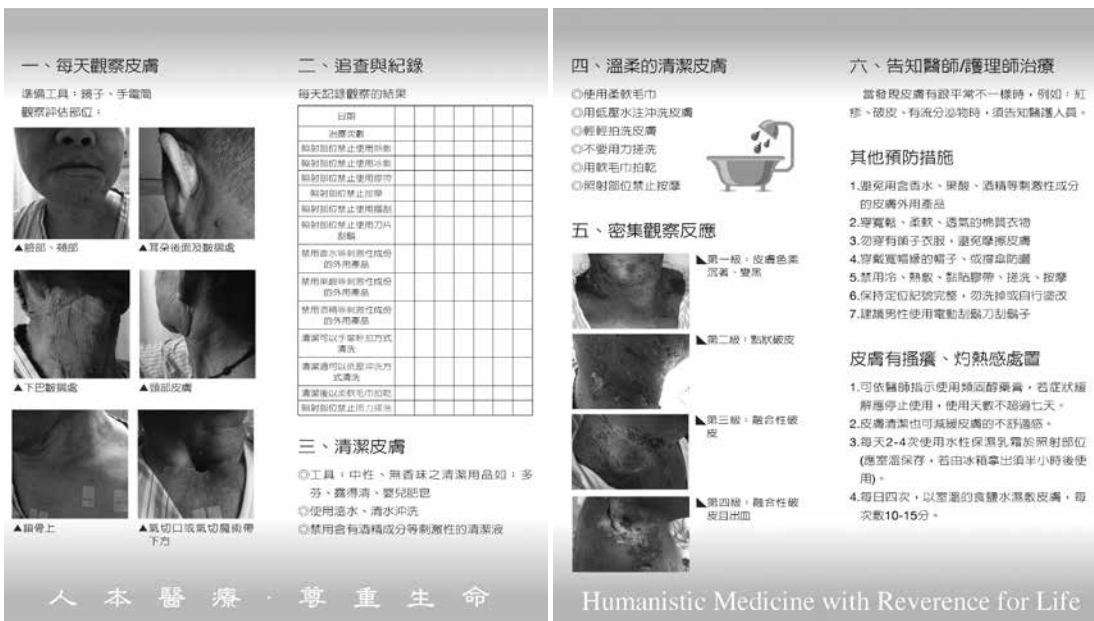 一、每天觀察皮膚
準備工具：鏡子、手電筒
觀察評估部位：
▲臉部、頰部
▲耳朵後面及皺摺處
▲下巴皺摺處
▲頸部皮膚
▲鎖骨上
▲氣切口或氣切魔術帶
下方
二、追查與紀錄
每天記錄觀察的結果
日期
治療次數
照射部位禁止使用熱敷
照射部位禁止使用冰敷
照射部位禁止使用膠帶
照射部位禁止按摩
照射部位禁止使用刀片
刮鬍
禁用香水等刺激性成份
的外用產品
禁用果酸等刺激性成份
的外用產品
禁用酒精等刺激性成份
的外用產品
清潔可以手掌輕拍方式
清洗
清潔過可以低壓沖洗方
式清洗
清潔後以柔軟毛巾拍乾
照射部位禁止用力搓洗
三、清潔皮膚
◎工具：中性、無香味之清潔用品如：多
芬、露得清、嬰兒肥皂
◎使用溫水、清水沖洗
◎禁用含有酒精成分等刺激性的清潔液
人本醫療·尊重生命
四、溫柔的清潔皮膚
◎使用柔軟毛巾
◎用低壓水注沖洗皮膚
◎輕輕拍洗皮膚
◎不要用力搓洗
◎用軟毛巾拍乾
◎照射部位禁止按摩
五、密集觀察反應
◣第一級：皮膚色素
沉著、變黑
◣第二級：點狀破皮
◣第三級：融合性破
皮
◣第四級：融合性破
皮且出血
六、告知醫師/護理師治療
當發現皮膚有跟平常不一樣時，例如：紅
疹、破皮、有流分泌物時，須告知醫護人員。
其他預防措施
1.避免用含香水、果酸、酒精等刺激性成分
的皮膚外用產品
2.穿寬鬆、柔軟、透氣的棉質衣物
3.勿穿有領子衣服，避免摩擦皮膚
4.穿戴寬帽緣的帽子、或撐傘防曬
5.禁用冷、熱敷、黏貼膠帶、搓洗、按摩
6.保持定位記號完整，勿洗掉或自行塗改
7.建議男性使用電動刮鬍刀刮鬍子
皮膚有搔癢、灼熱感處置
1.可依醫師指示使用類固醇藥膏，若症狀緩
解應停止使用，使用天數不超過七天。
2.皮膚清潔也可減緩皮膚的不舒適感。
3.每天2-4次使用水性保濕乳霜於照射部位
(應室溫保存，若由冰箱拿出須半小時後使
用)。
4.每日四次，以室溫的食鹽水濕敷皮膚，每
次敷10-15分。
Humanistic Medicine with Reverence for Life